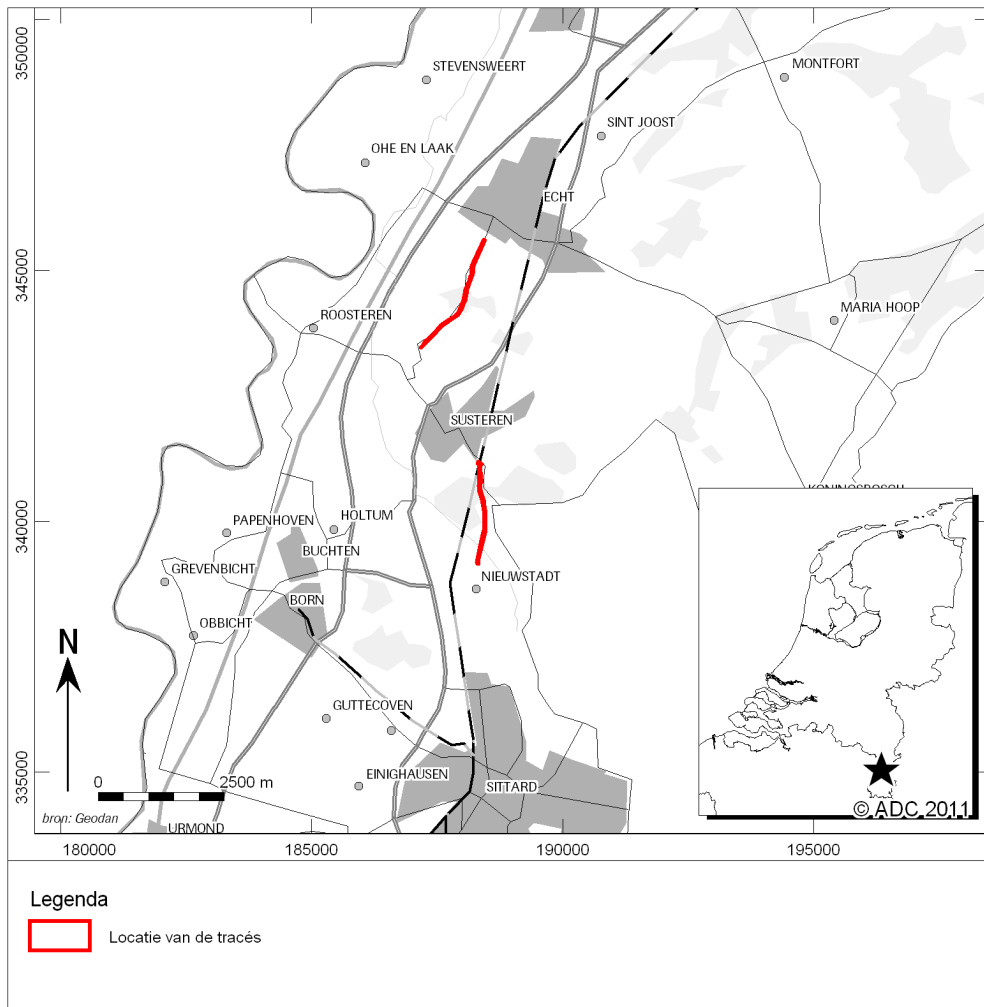 350000
STEVENSWEERT
MONTFORT
SINT JOOST
OHE EN LAAK
ECHT
345000
ROOSTEREN
MARIA HOOP
SUSTEREN
KONINGSBOSCH
340000
PAPENHOVEN
HOLTUM
BUCHTEN
GREVENBICHT
NIEUWSTADT
BORN
OBBICHT
N
GUTTECOVEN
335000
0 2500 m
EINIGHAUSEN
SITTARD
bron: Geodan
URMOND
© ADC 2011
180000 185000 190000 195000
Legenda
Locatie van de tracés